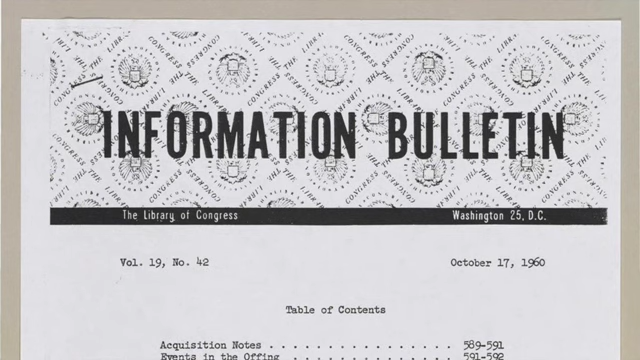 INFORMATION BULLETIN
The Library of Congress Washington 25, D.C.
Vol. 19, No. 42 October 17, 1960
Table of Contents
Acquisition Notes . . . . . . . . . . . . . . . . . 589-591
Events in the Offing . . . . . . . . . . . . . . . 591-592